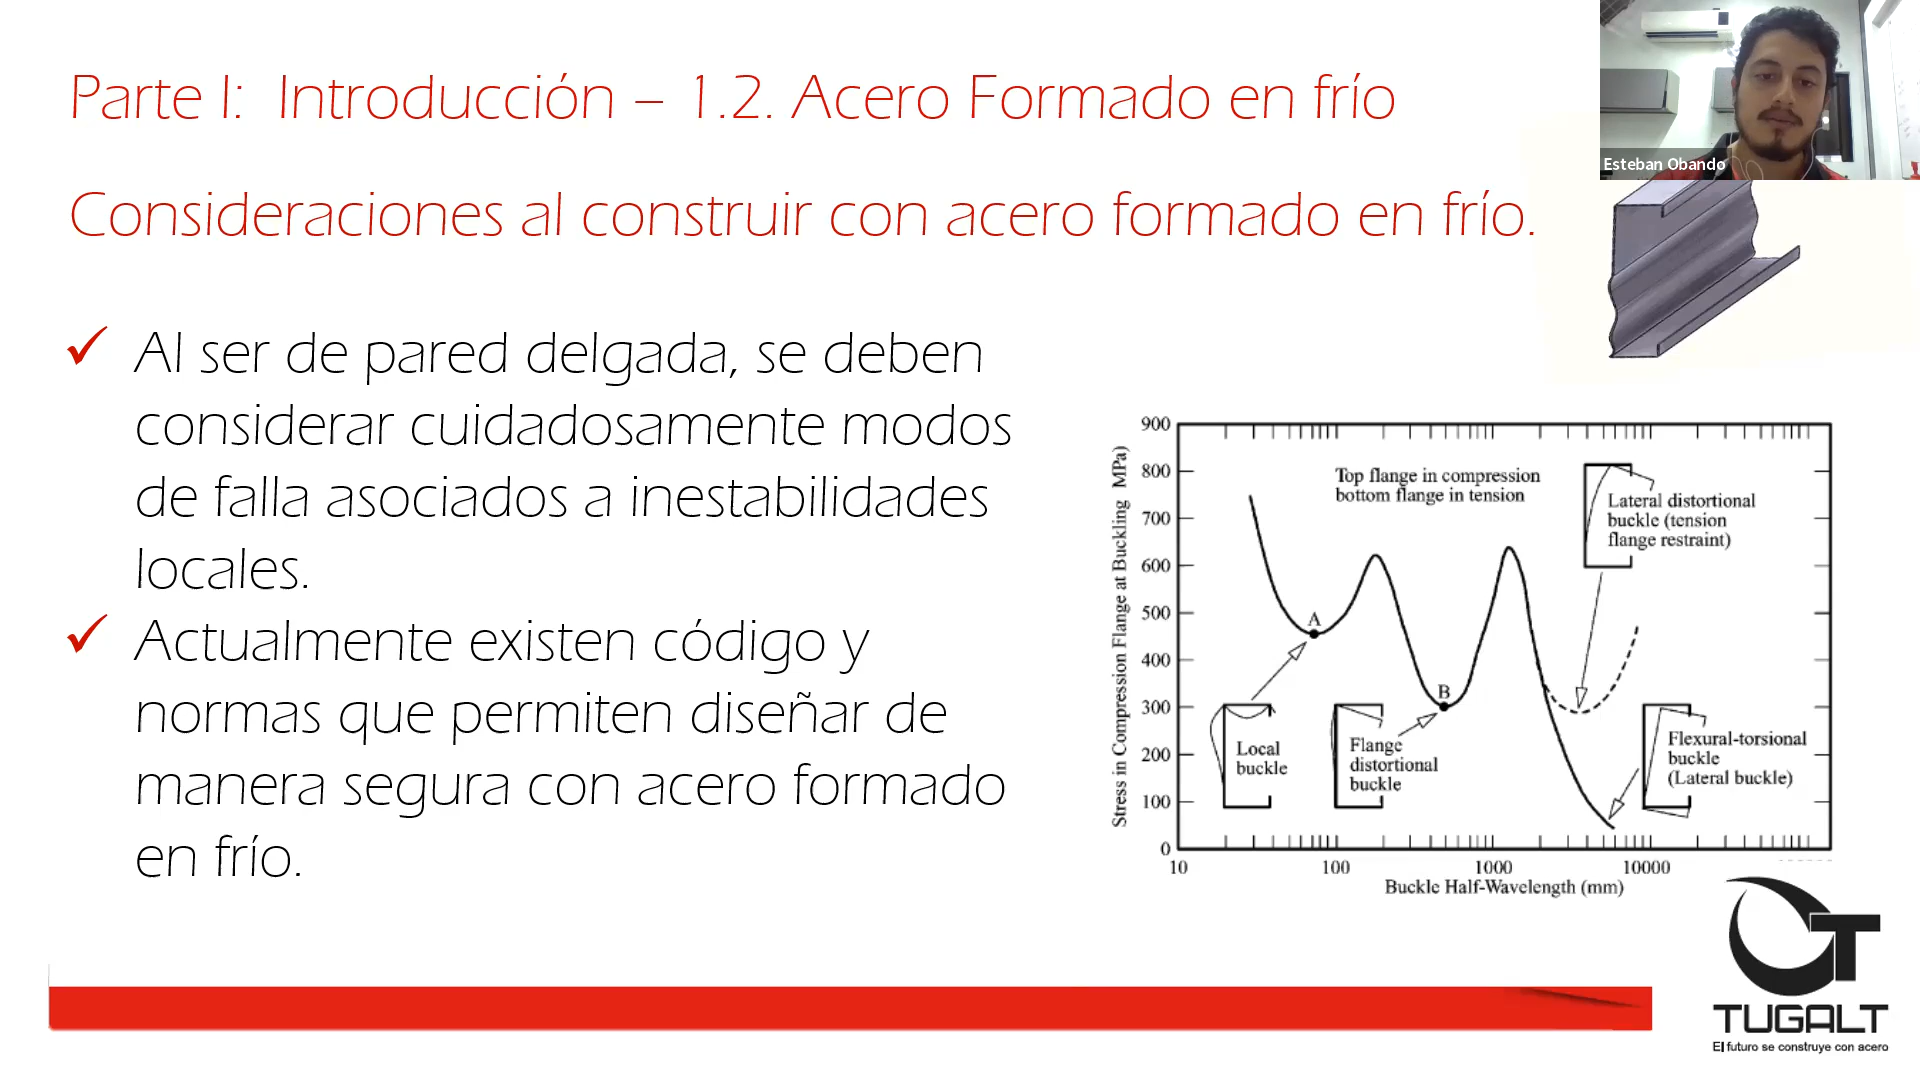 Parte I: Introducción – 1.2. Acero Formado en frío
Esteban Obando
Consideraciones al construir con acero formado en frío.
✓ Al ser de pared delgada, se deben
considerar cuidadosamente modos
de falla asociados a inestabilidades
locales.
✓ Actualmente existen código y
normas que permiten diseñar de
manera segura con acero formado
en frío.
Stress in Compression Flange at Buckling MPa)
900
800
700
600
500
400
300
200
100
0
Top flange in compression
bottom flange in tension
Lateral distortional
buckle (tension
flange restraint)
A
B
Local
buckle
Flange
distortional
buckle
Flexural-torsional
buckle
(Lateral buckle)
10 100 1000 10000
Buckle Half-Wavelength (mm)
TUGALT
El futuro se construye con acero